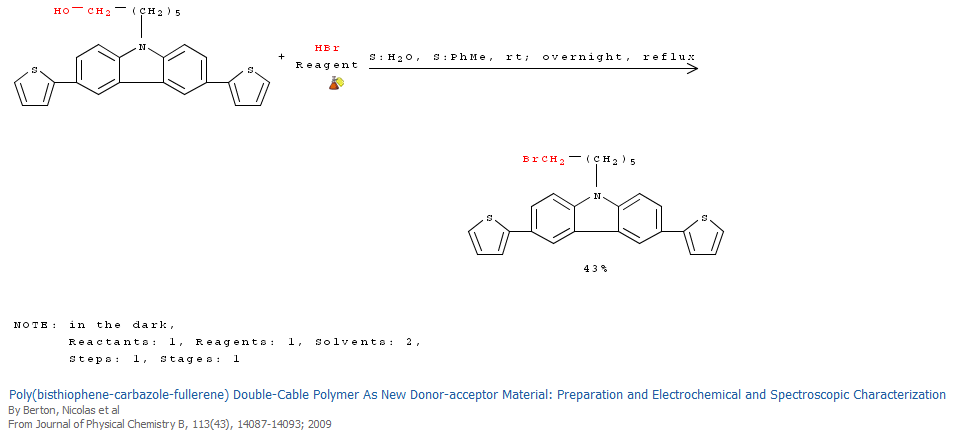 HO—CH2—(CH2)5
N
S
S
+
HBr
Reagent
S:H2O, S:PhMe, rt; overnight, reflux
BrCH2—(CH2)5
N
S
S
43%
NOTE: in the dark,
Reactants: 1, Reagents: 1, Solvents: 2,
Steps: 1, Stages: 1
Poly(bisthiophene-carbazole-fullerene) Double-Cable Polymer As New Donor-acceptor Material: Preparation and Electrochemical and Spectroscopic Characterization
By Berton, Nicolas et al
From Journal of Physical Chemistry B, 113(43), 14087-14093; 2009